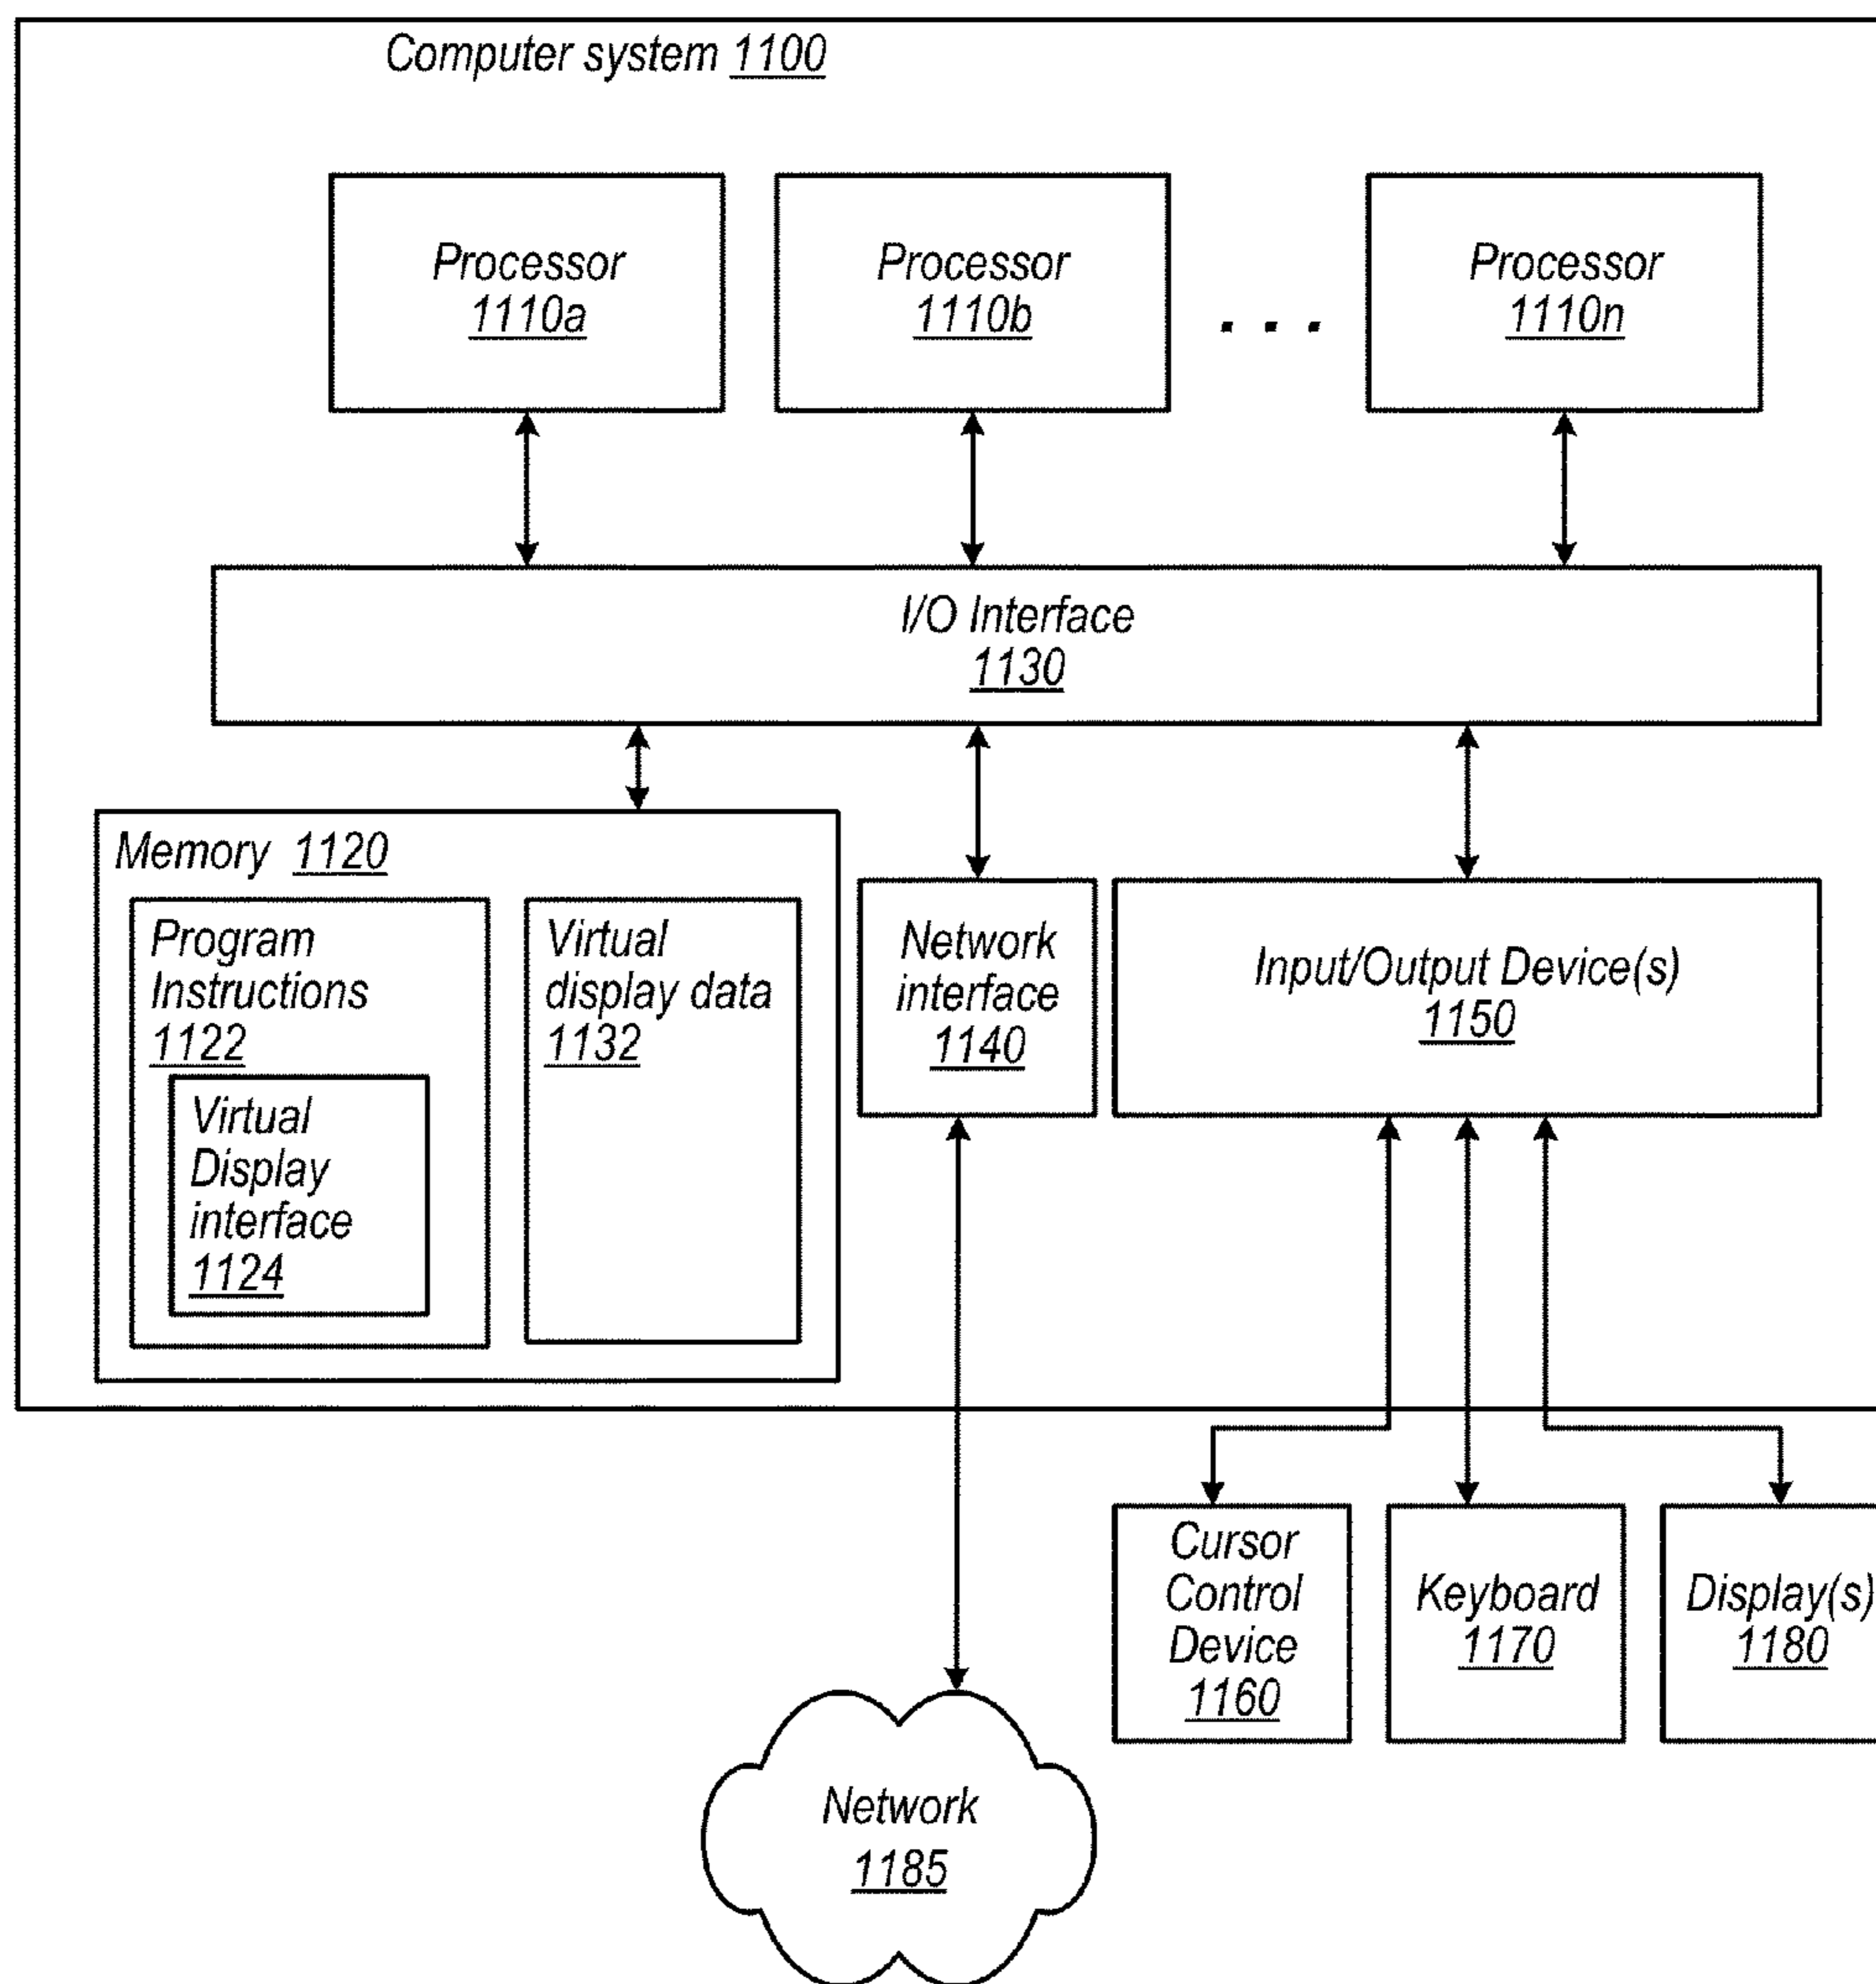 Computer system 1100
Processor
1110a
Processor
1110b
. . .
Processor
1110n
I/O Interface
1130
Memory 1120
Program
Instructions
1122
Virtual
Display
interface
1124
Virtual
display data
1132
Network
interface
1140
Input/Output Device(s)
1150
Cursor
Control
Device
1160
Keyboard
1170
Display(s)
1180
Network
1185